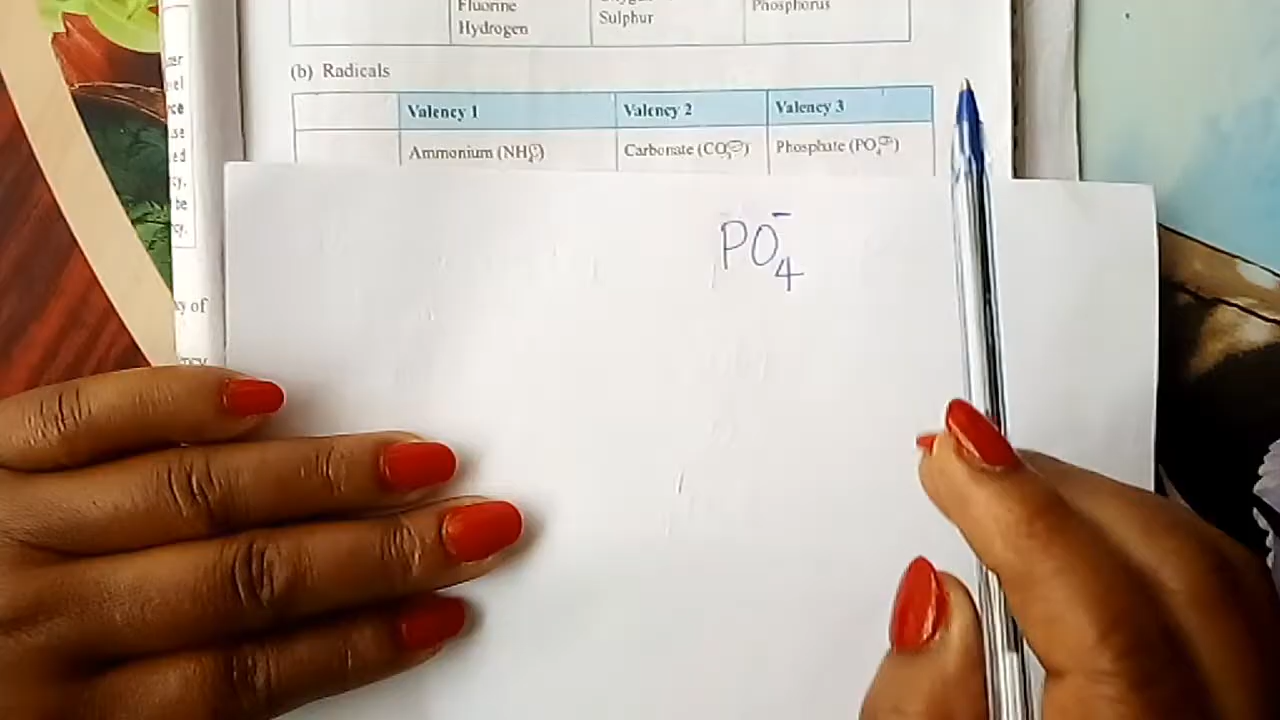 Fluorine
Sulphur
Phosphorus
Hydrogen
(b) Radicals
Valency 1 Valency 2 Valency 3
Ammonium (NH₄⁺) Carbonate (CO₃²⁻) Phosphate (PO₄³⁻)
PO₄⁻